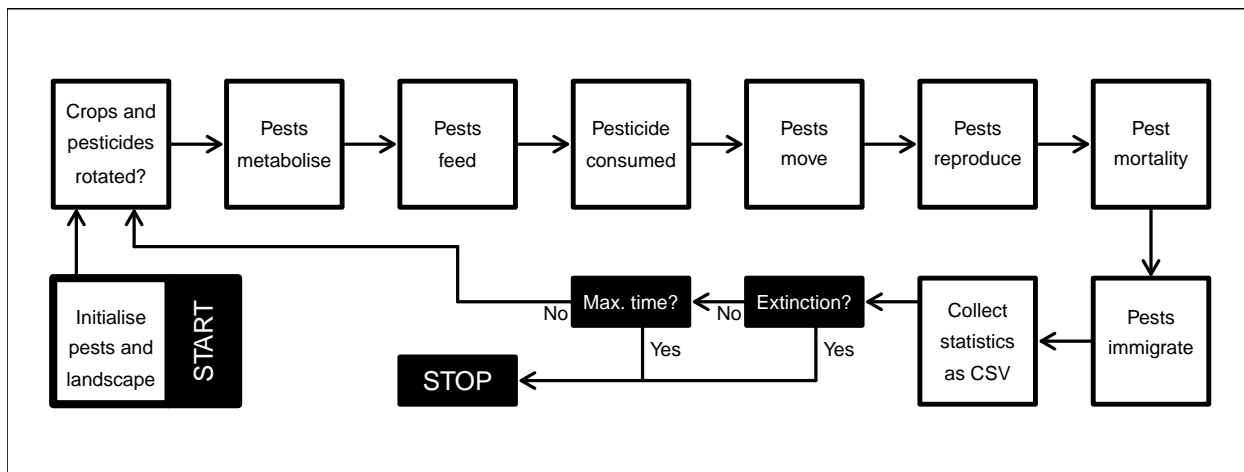 Crops and
pesticides
rotated?
Pests
metabolise
Pests
feed
Pesticide
consumed
Pests
move
Pests
reproduce
Pest
mortality
Initialise
pests and
landscape
START
No
Max. time?
No
Extinction?
Yes
Yes
STOP
Collect
statistics
as CSV
Pests
immigrate